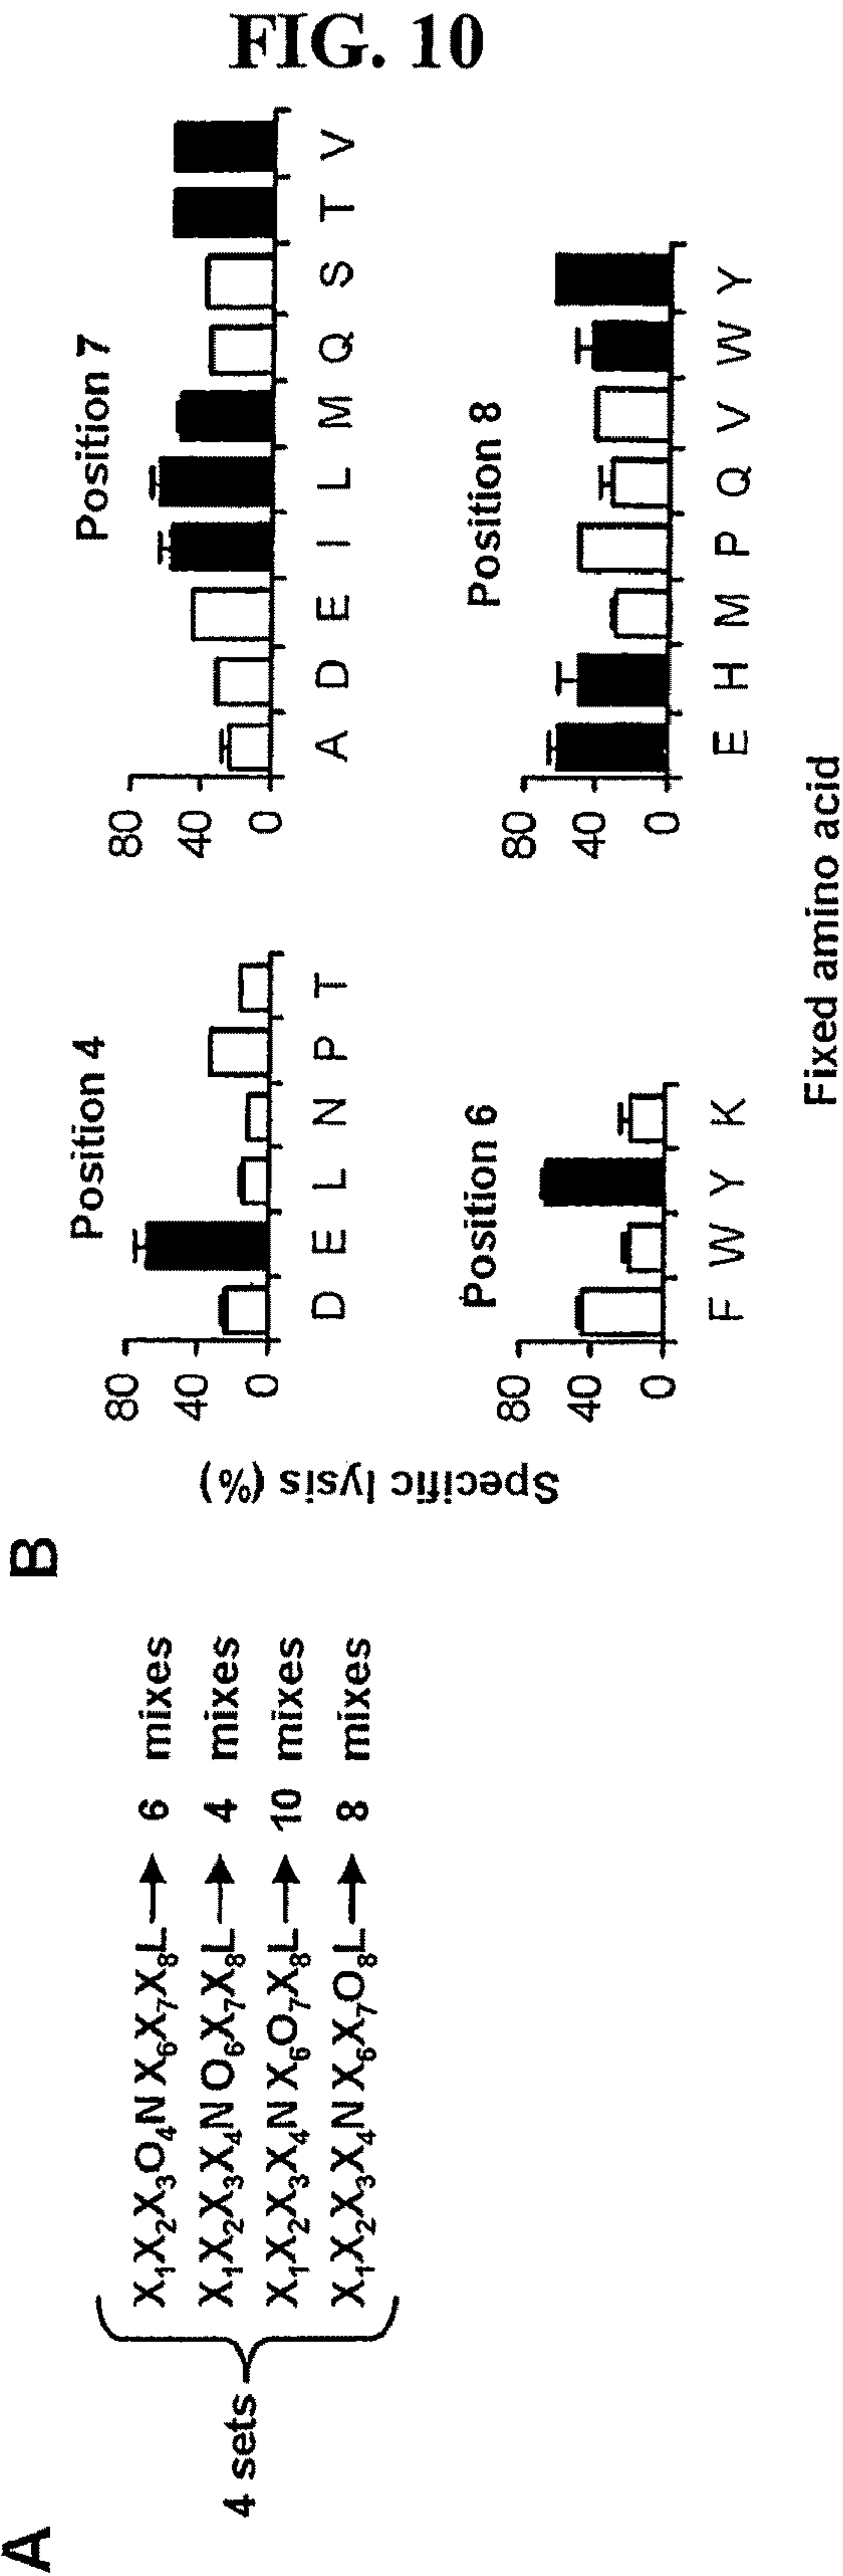 FIG. 10
A
4 sets
X1X2X3O4N X6X7X8L 6 mixes
X1X2X3X4N O6X7X8L 4 mixes
X1X2X3X4N X6O7X8L 10 mixes
X1X2X3X4N X6X7O8L 8 mixes
B
Specific lysis (%)
Position 4
80
40
0
D E L N P T
Position 7
80
40
0
A D E I L M Q S T V
Position 6
80
40
0
F W Y K
Position 8
80
40
0
E H M P Q V W Y
Fixed amino acid